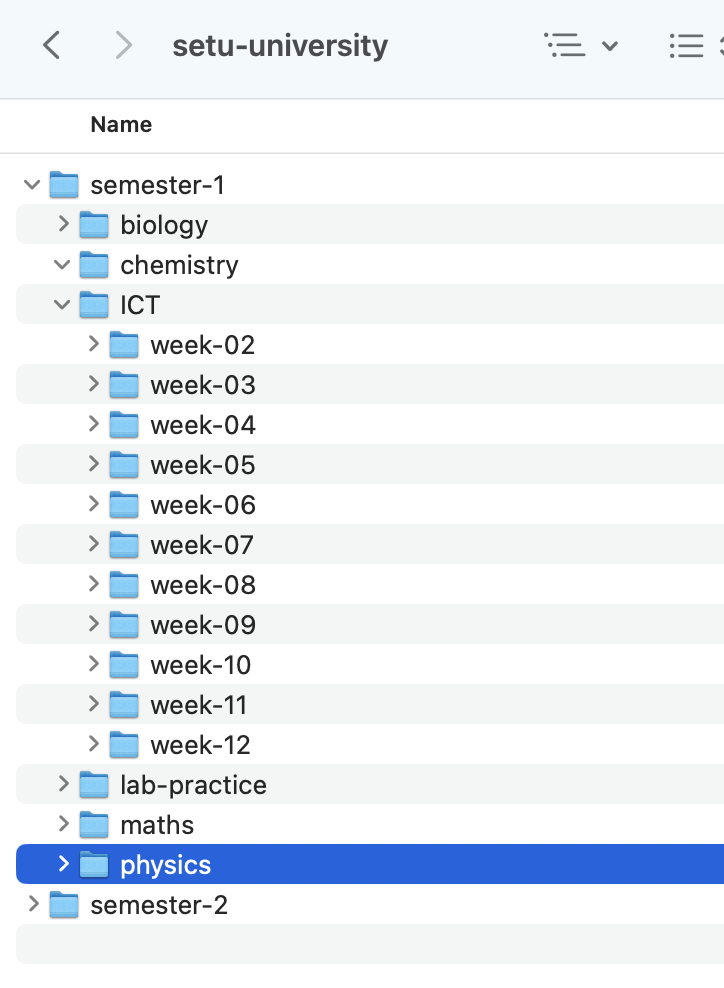 setu-university
Name
semester-1
biology
chemistry
ICT
week-02
week-03
week-04
week-05
week-06
week-07
week-08
week-09
week-10
week-11
week-12
lab-practice
maths
physics
semester-2